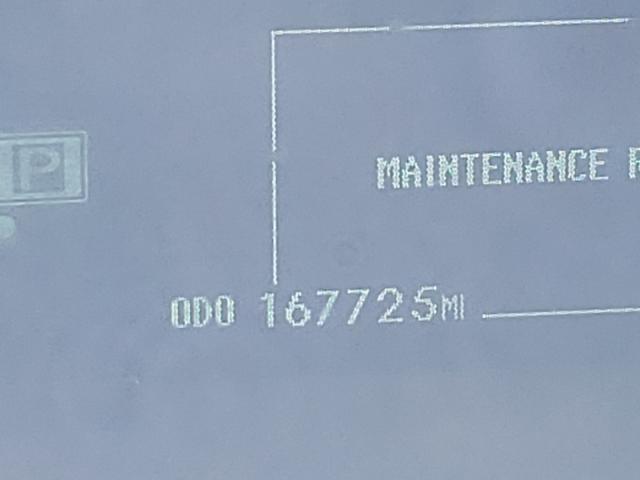 MAINTENANCE R
P
ODO 167725MI